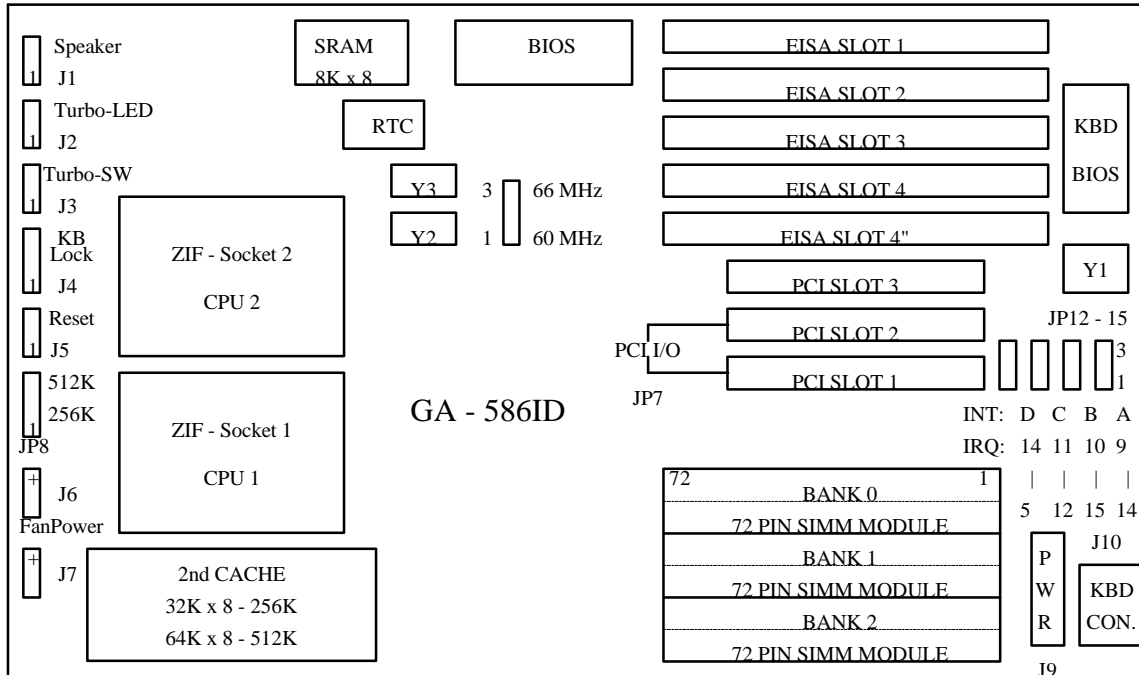 Speaker
1 J1
Turbo-LED
1 J2
Turbo-SW
1 J3
KB
Lock
1 J4
Reset
1 J5
512K
256K
1
JP8
+
J6
FanPower
+
J7
SRAM
8K x 8
BIOS
RTC
Y3
Y2
3 66 MHz
1 60 MHz
ZIF - Socket 2
CPU 2
ZIF - Socket 1
CPU 1
GA - 586ID
2nd CACHE
32K x 8 - 256K
64K x 8 - 512K
EISA SLOT 1
EISA SLOT 2
EISA SLOT 3
EISA SLOT 4
EISA SLOT 4"
PCI SLOT 3
PCI SLOT 2
PCI SLOT 1
PCI I/O
JP7
KBD
BIOS
Y1
JP12 - 15
3
1
INT: D C B A
IRQ: 14 11 10 9
| | | |
5 12 15 14
72 1
BANK 0
72 PIN SIMM MODULE
BANK 1
72 PIN SIMM MODULE
BANK 2
72 PIN SIMM MODULE
P
W
R
J9
J10
KBD
CON.